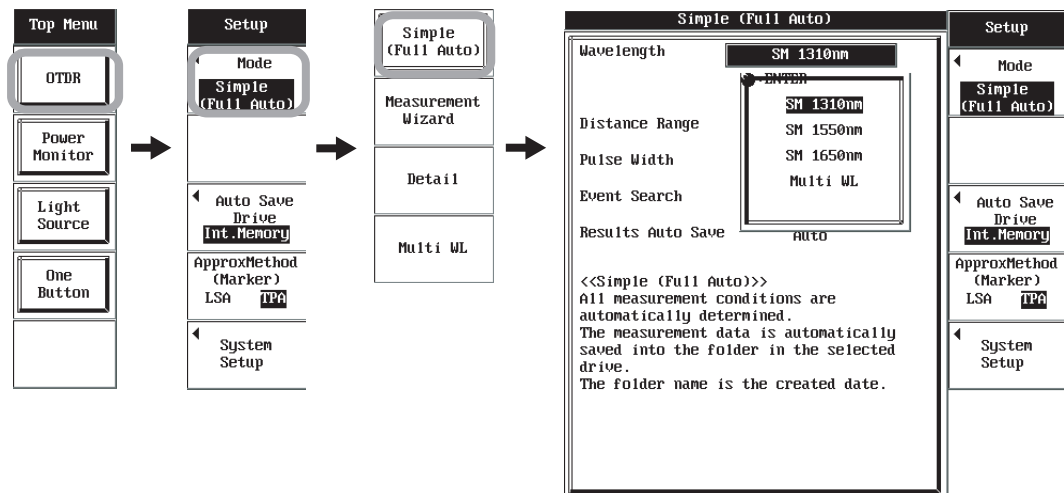 Top Menu
OTDR
Power
Monitor
Light
Source
One
Button
Setup
Mode
Simple
(Full Auto)
Auto Save
Drive
Int.Memory
ApproxMethod
(Marker)
LSA TPA
System
Setup
Simple
(Full Auto)
Measurement
Wizard
Detail
Multi WL
Simple (Full Auto)
Wavelength SM 1310nm
:ENTER
SM 1310nm
SM 1550nm
SM 1650nm
Multi WL
Distance Range
Pulse Width
Event Search
Results Auto Save Auto
<<Simple (Full Auto)>>
All measurement conditions are
automatically determined.
The measurement data is automatically
saved into the folder in the selected
drive.
The folder name is the created date.
Setup
Mode
Simple
(Full Auto)
Auto Save
Drive
Int.Memory
ApproxMethod
(Marker)
LSA TPA
System
Setup